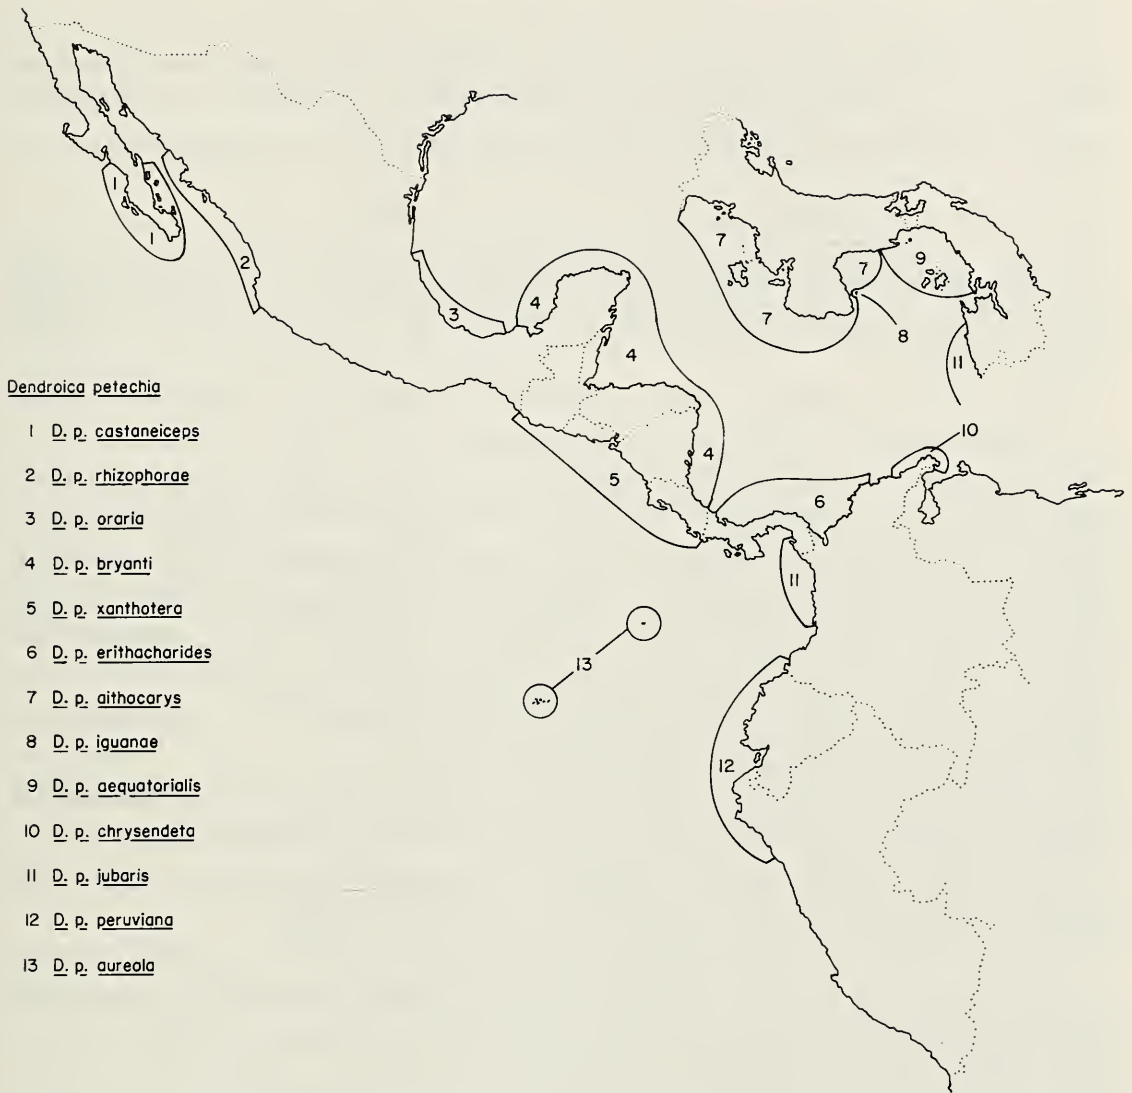 Dendroica petechia
1 D. p. castaneiceps
2 D. p. rhizophorae
3 D. p. oraria
4 D. p. bryanti
5 D. p. xanthotera
6 D. p. erithacharides
7 D. p. aithocarys
8 D. p. iguanae
9 D. p. aequatorialis
10 D. p. chrysendeta
11 D. p. jubaris
12 D. p. peruviana
13 D. p. aureola
1
1
2
3
4
4
4
5
6
7
7
7
8
9
11
10
11
13
12